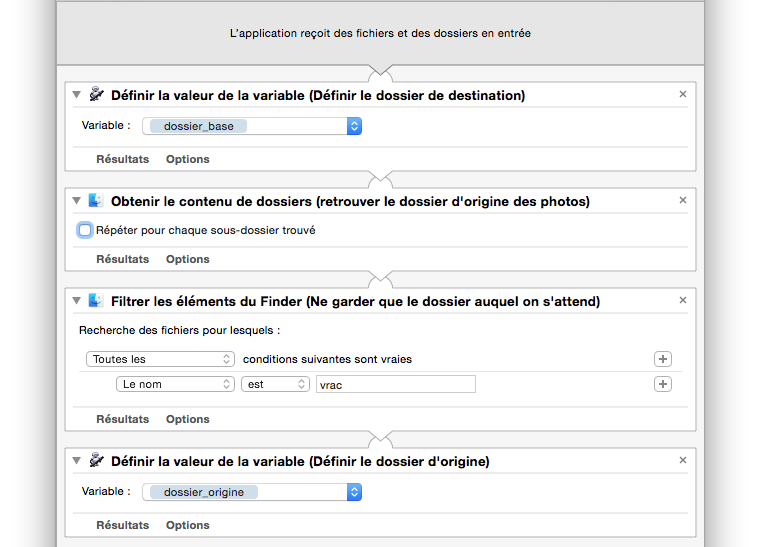 L'application reçoit des fichiers et des dossiers en entrée
Définir la valeur de la variable (Définir le dossier de destination)
Variable : dossier_base
Résultats Options
Obtenir le contenu de dossiers (retrouver le dossier d'origine des photos)
Répéter pour chaque sous-dossier trouvé
Résultats Options
Filtrer les éléments du Finder (Ne garder que le dossier auquel on s'attend)
Recherche des fichiers pour lesquels :
Toutes les conditions suivantes sont vraies
Le nom est vrac
Résultats Options
Définir la valeur de la variable (Définir le dossier d'origine)
Variable : dossier_origine
Résultats Options